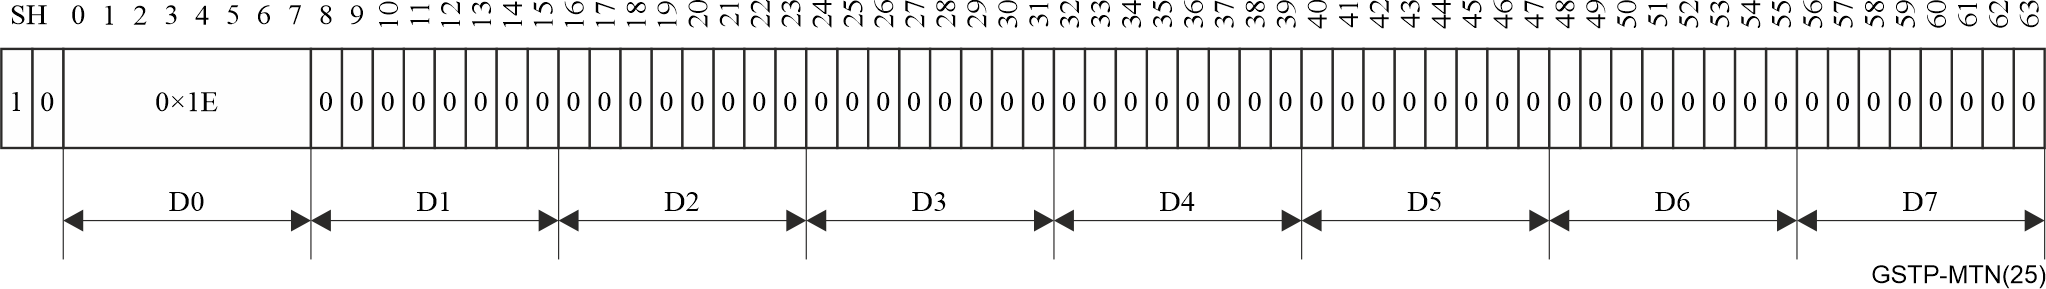 SH 0 1 2 3 4 5 6 7 8 9 10 11 12 13 14 15 16 17 18 19 20 21 22 23 24 25 26 27 28 29 30 31 32 33 34 35 36 37 38 39 40 41 42 43 44 45 46 47 48 49 50 51 52 53 54 55 56 57 58 59 60 61 62 63
1 0 0×1E 0 0 0 0 0 0 0 0 0 0 0 0 0 0 0 0 0 0 0 0 0 0 0 0 0 0 0 0 0 0 0 0 0 0 0 0 0 0 0 0 0 0 0 0 0 0 0 0 0 0 0 0 0 0 0 0
D0 D1 D2 D3 D4 D5 D6 D7
GSTP-MTN(25)